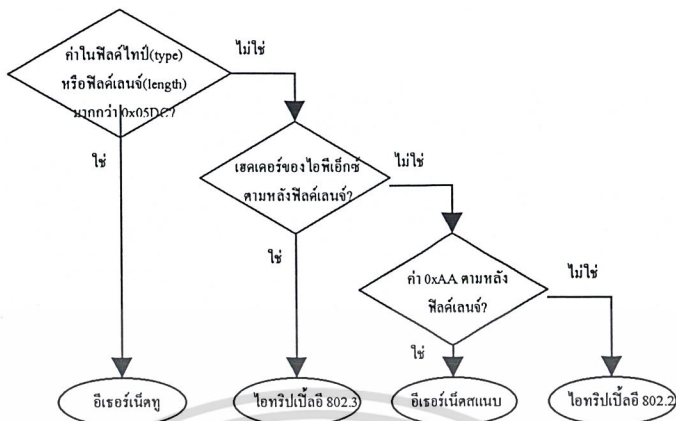 ค่าในฟิลด์ไทป์(type)
หรือฟิลด์เลนจ์(length)
มากกว่า 0x05DC?
ไม่ใช่
ใช่
เฮดเดอร์ของไอพีเอ็กซ์
ตามหลังฟิลด์เลนจ์?
ไม่ใช่
ใช่
ค่า 0xAA ตามหลัง
ฟิลด์เลนจ์?
ไม่ใช่
ใช่
อีเธอร์เน็ตทู
ไอทริปเปิ้ลอี 802.3
อีเธอร์เน็ตสแนบ
ไอทริปเปิ้ลอี 802.2